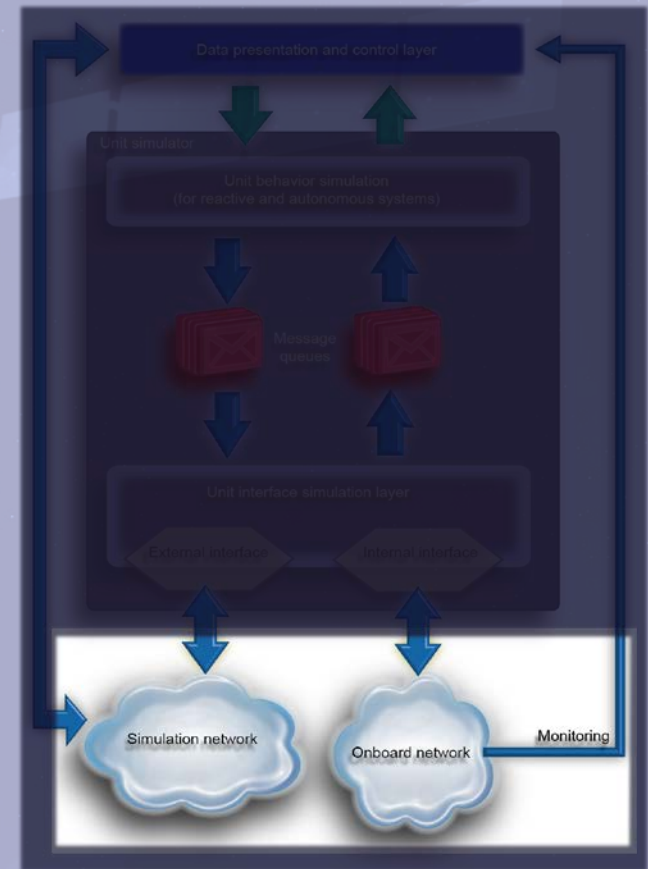 Data presentation and control layer
Unit simulator
Unit behavior simulation
(for reactive and autonomous systems)
Message
queues
Unit interface simulation layer
External interface
Internal interface
Simulation network
Onboard network
Monitoring